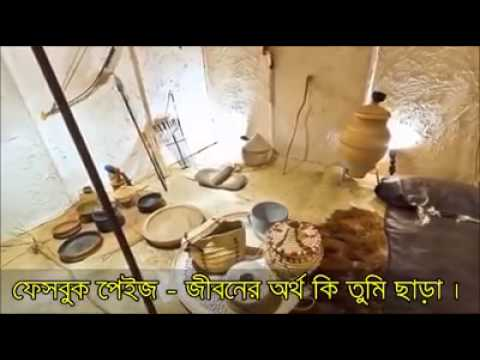 ফেসবুক পেইজ - জীবনের অর্থ কি তুমি ছাড়া ।